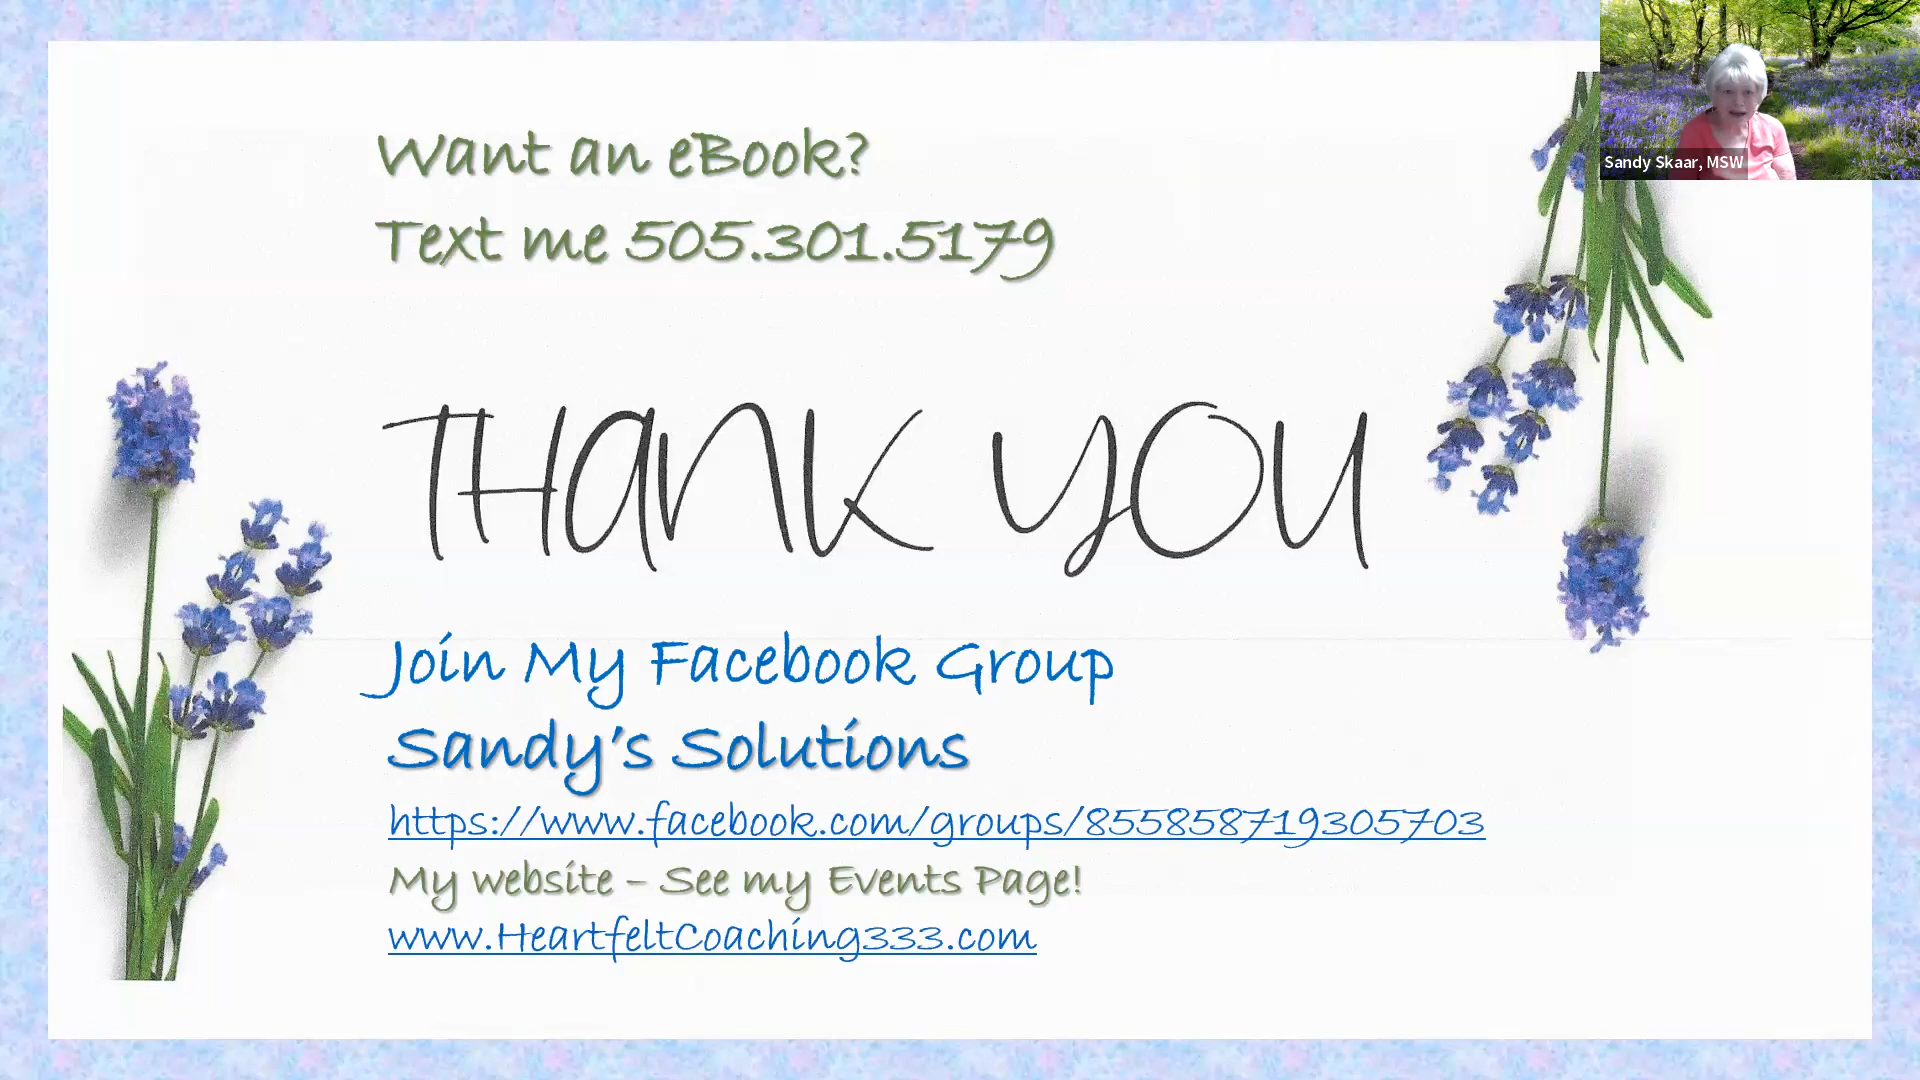 Want an eBook?
Text me 505.301.5179
THANK YOU
Join My Facebook Group
Sandy's Solutions
https://www.facebook.com/groups/855858719305703
My website – See my Events Page!
www.HeartfeltCoaching333.com
Sandy Skaar, MSW